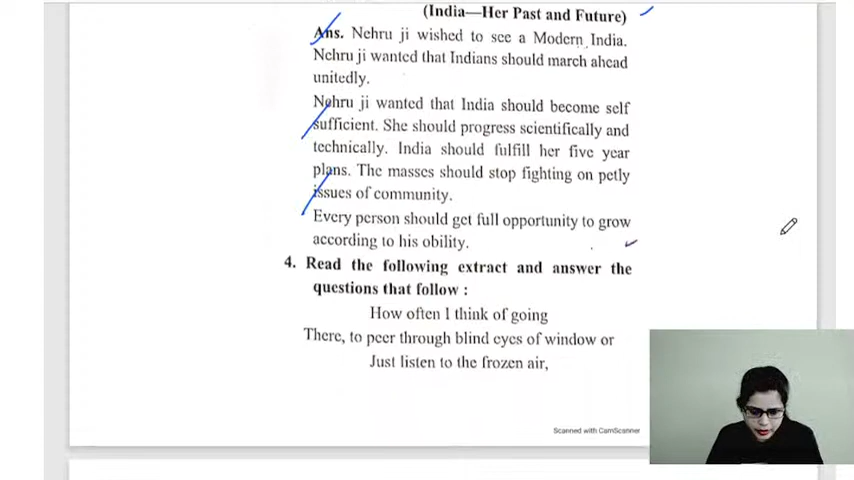 (India—Her Past and Future)
Ans. Nehru ji wished to see a Modern India.
Nehru ji wanted that Indians should march ahead
unitedly.
Nehru ji wanted that India should become self
sufficient. She should progress scientifically and
technically. India should fulfill her five year
plans. The masses should stop fighting on petly
issues of community.
Every person should get full opportunity to grow
according to his obility.
4. Read the following extract and answer the
questions that follow :
How often I think of going
There, to peer through blind eyes of window or
Just listen to the frozen air,
Scanned with CamScanner